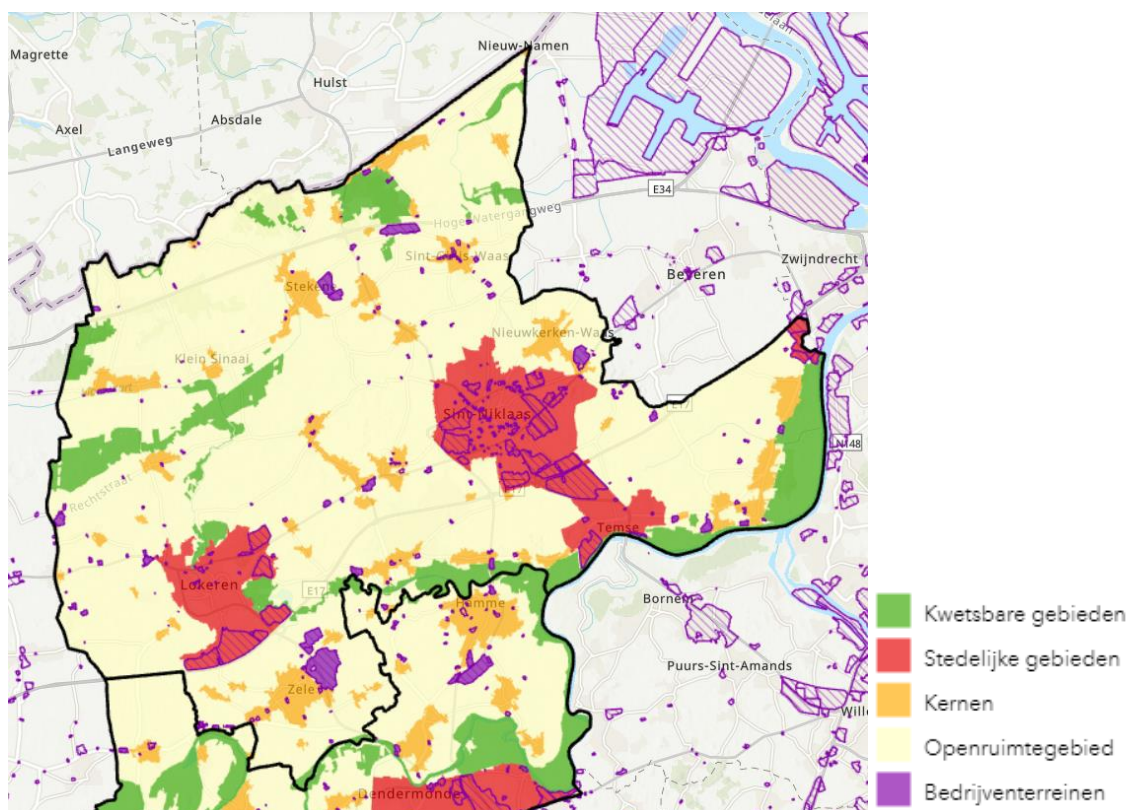 Magrette
Nieuw-Namen
Hulst
Absdale
Axel
Langeweg
E34
Hoge Watergangweg
Sint-Gillis-Waas
Beveren
Zwijndrecht
Stekene
Nieuwkerken-Waas
Klein Sinaai
E17
Sint-Niklaas
N148
Rechtstraat
E17
Temse
Lokeren
E17
Hamme
Bornem
Puurs-Sint-Amands
Zele
Wille
Dendermonde
Kwetsbare gebieden
Stedelijke gebieden
Kernen
Openruimtegebied
Bedrijventerreinen